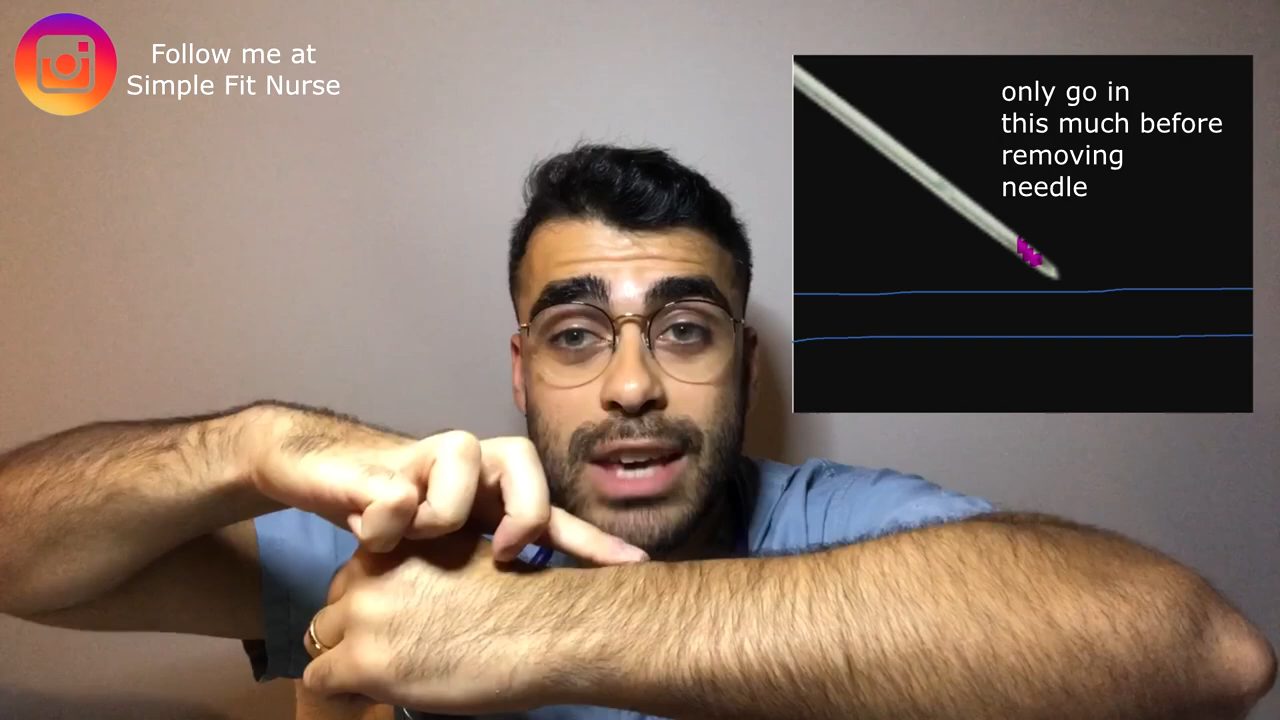 Follow me at
Simple Fit Nurse
only go in
this much before
removing
needle